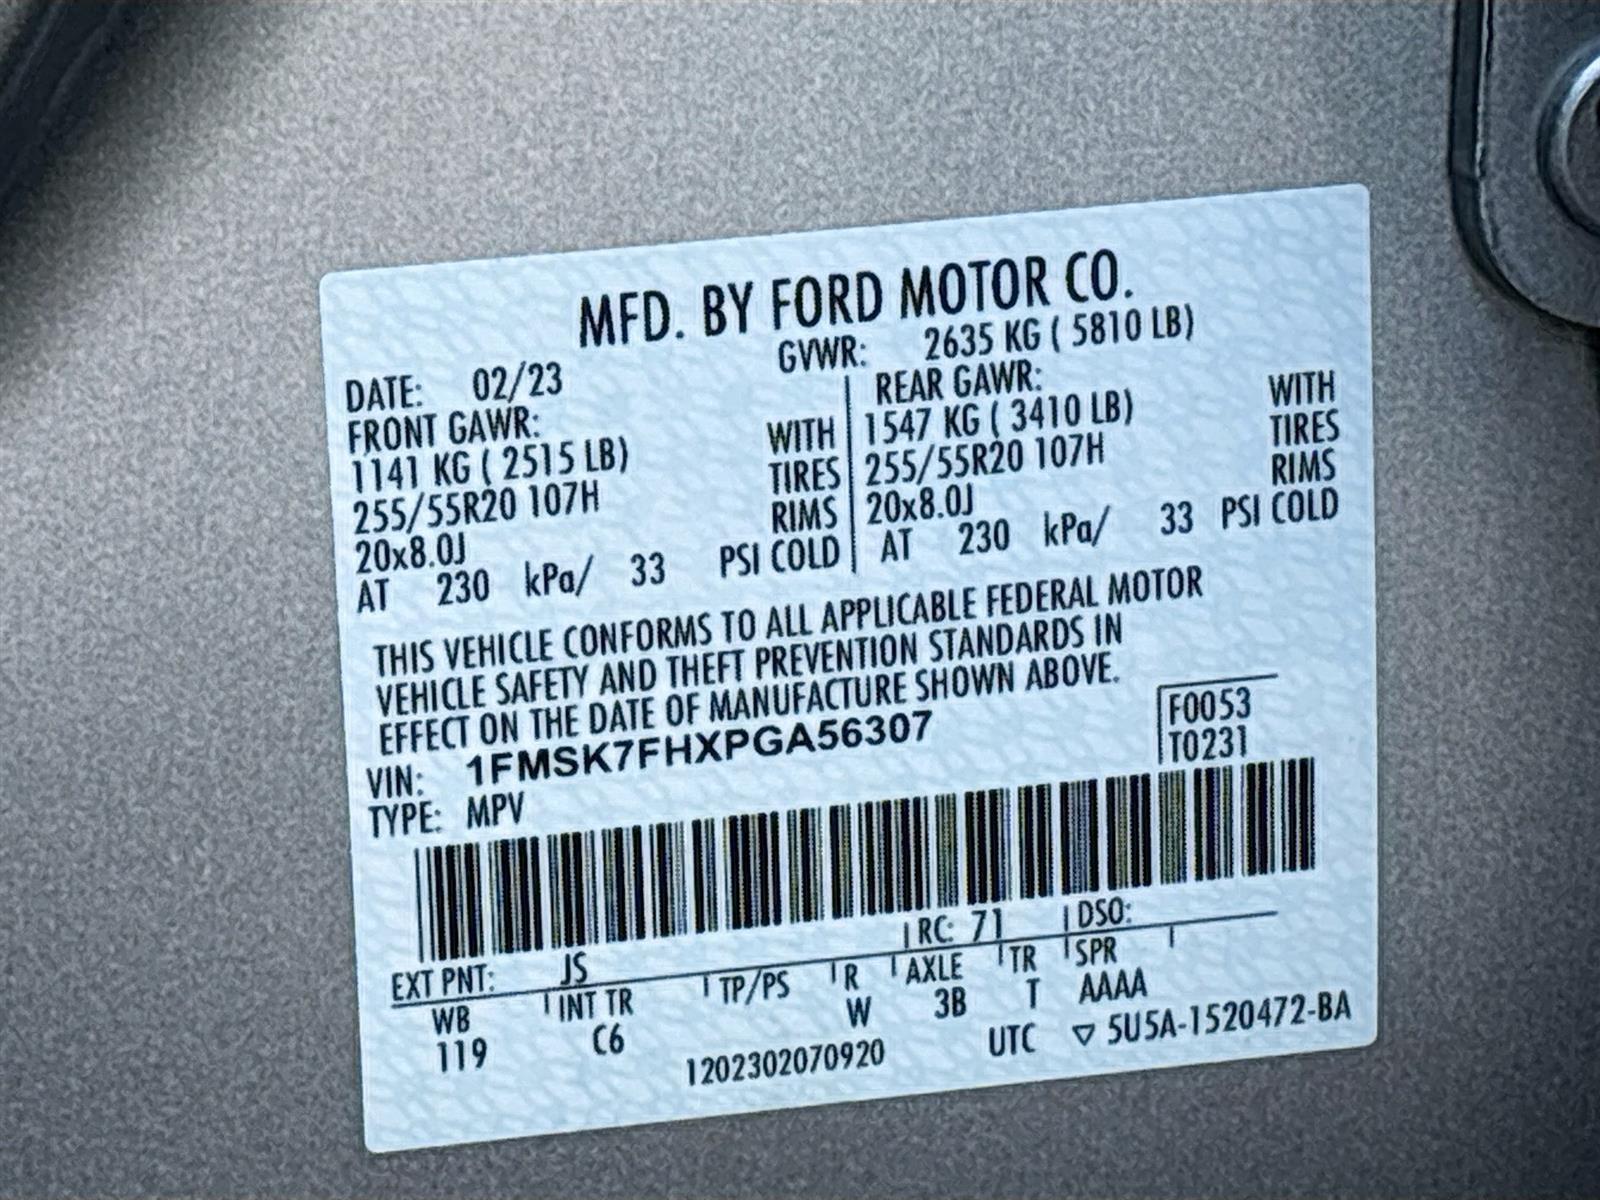 MFD. BY FORD MOTOR CO.
DATE: 02/23 GVWR: 2635 KG ( 5810 LB)
FRONT GAWR: REAR GAWR:
1141 KG ( 2515 LB) WITH 1547 KG ( 3410 LB) WITH
255/55R20 107H TIRES 255/55R20 107H TIRES
20x8.0J RIMS 20x8.0J RIMS
AT 230 kPa/ 33 PSI COLD AT 230 kPa/ 33 PSI COLD
THIS VEHICLE CONFORMS TO ALL APPLICABLE FEDERAL MOTOR
VEHICLE SAFETY AND THEFT PREVENTION STANDARDS IN
EFFECT ON THE DATE OF MANUFACTURE SHOWN ABOVE.
VIN: 1FMSK7FHXPGA56307 F0053
TYPE: MPV T0231
EXT PNT: JS RC: 71 DSO:
WB INT TR TP/PS R AXLE TR SPR
119 C6 W 3B T AAAA
1202302070920 UTC ▽ 5U5A-1520472-BA